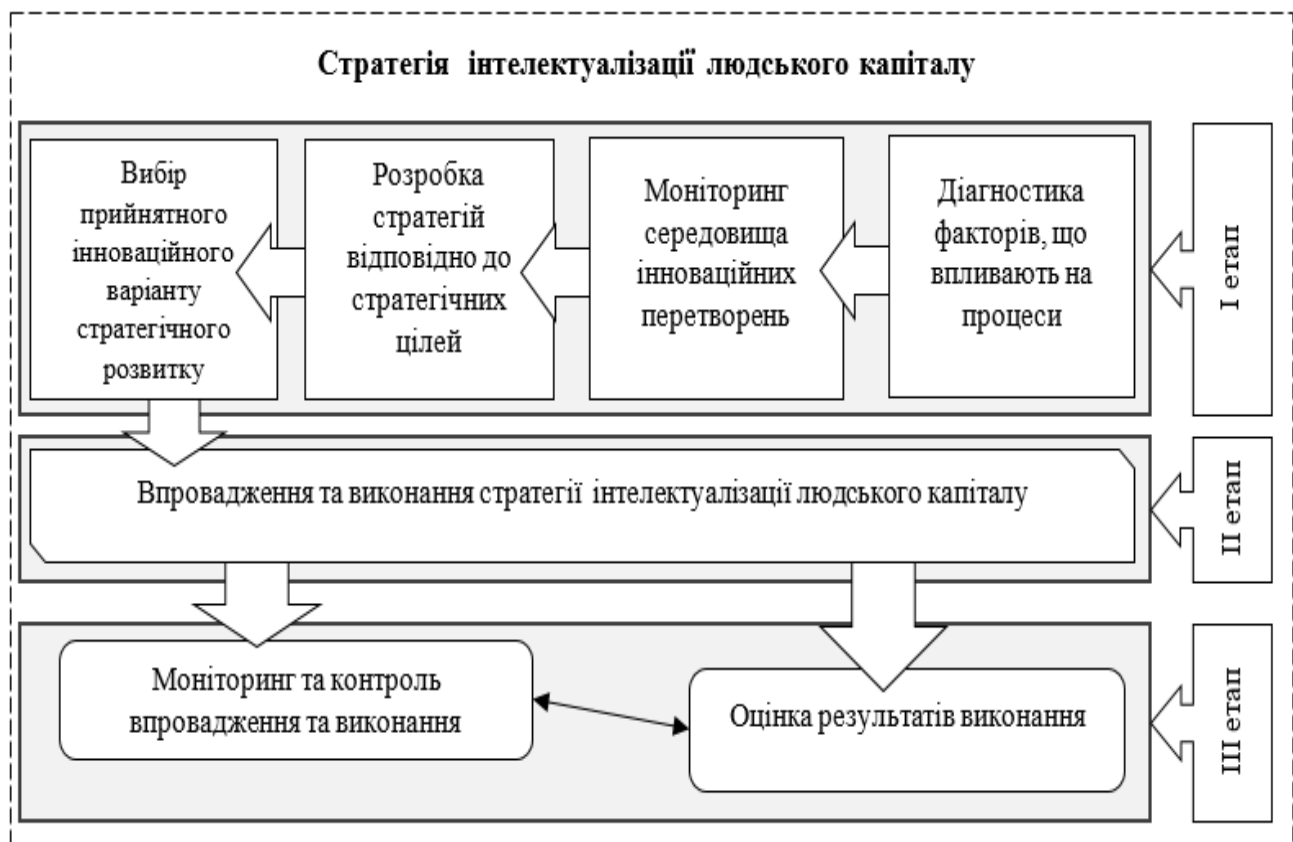 Стратегія інтелектуалізації людського капіталу
Вибір
прийнятного
інноваційного
варіанту
стратегічного
розвитку
Розробка
стратегій
відповідно до
стратегічних
цілей
Моніторинг
середовища
інноваційних
перетворень
Діагностика
факторів, що
впливають на
процеси
І етап
Впровадження та виконання стратегії інтелектуалізації людського капіталу
ІІ етап
Моніторинг та контроль
впровадження та виконання
Оцінка результатів виконання
ІІІ етап